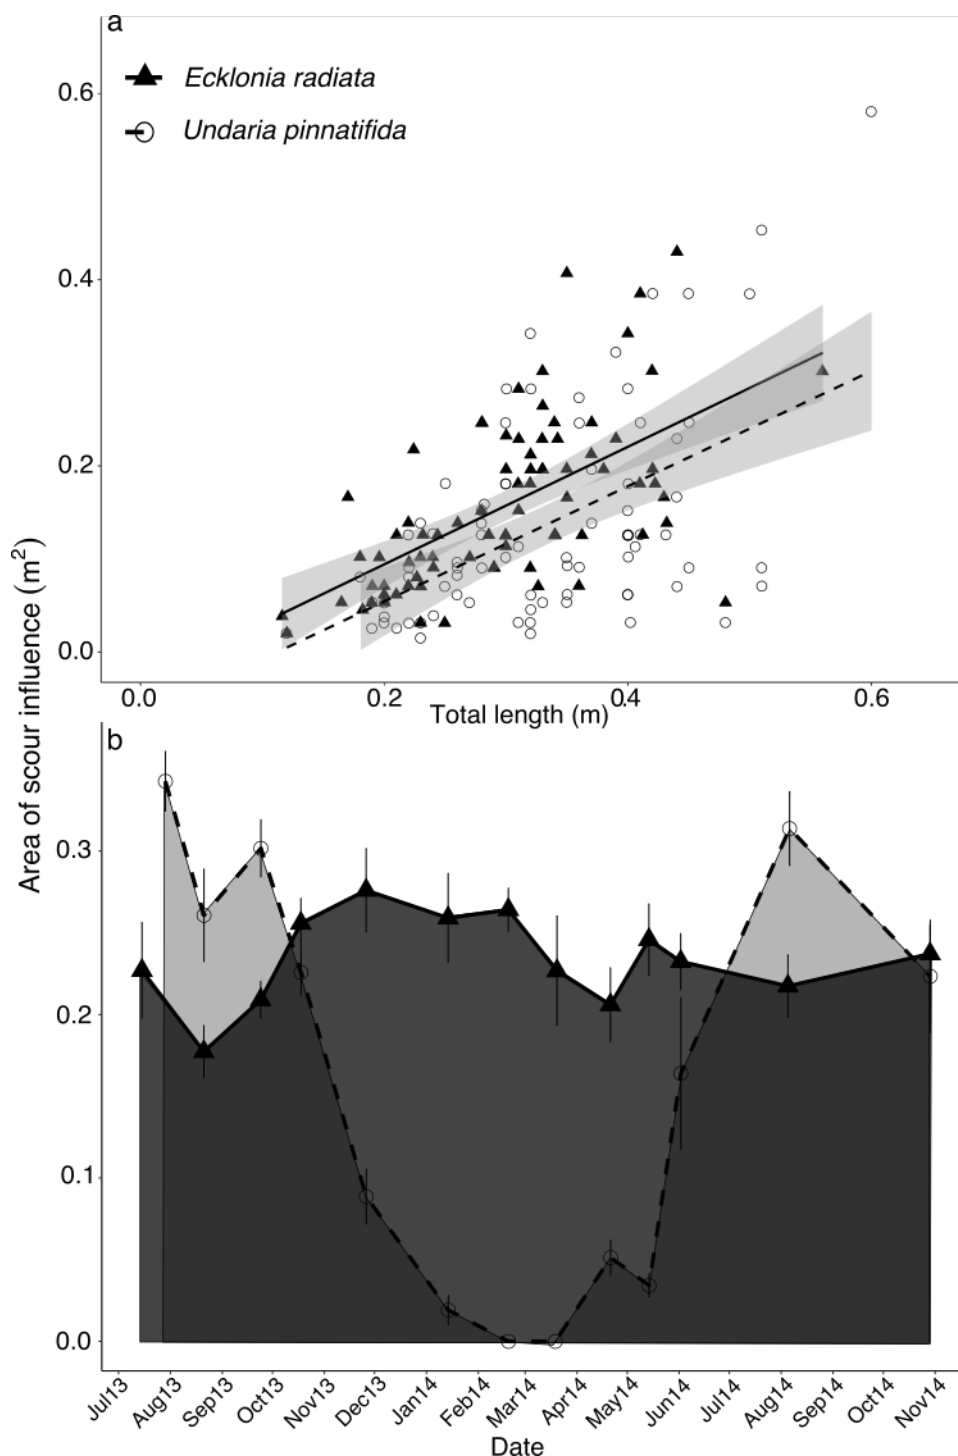 a
Ecklonia radiata
Undaria pinnatifida
0.6
0.4
0.2
0.0
0.0 0.2 0.4 0.6
Total length (m)
Area of scour influence (m²)
b
0.3
0.2
0.1
0.0
Jul13 Aug13 Sep13 Oct13 Nov13 Dec13 Jan14 Feb14 Mar14 Apr14 May14 Jun14 Jul14 Aug14 Sep14 Oct14 Nov14
Date